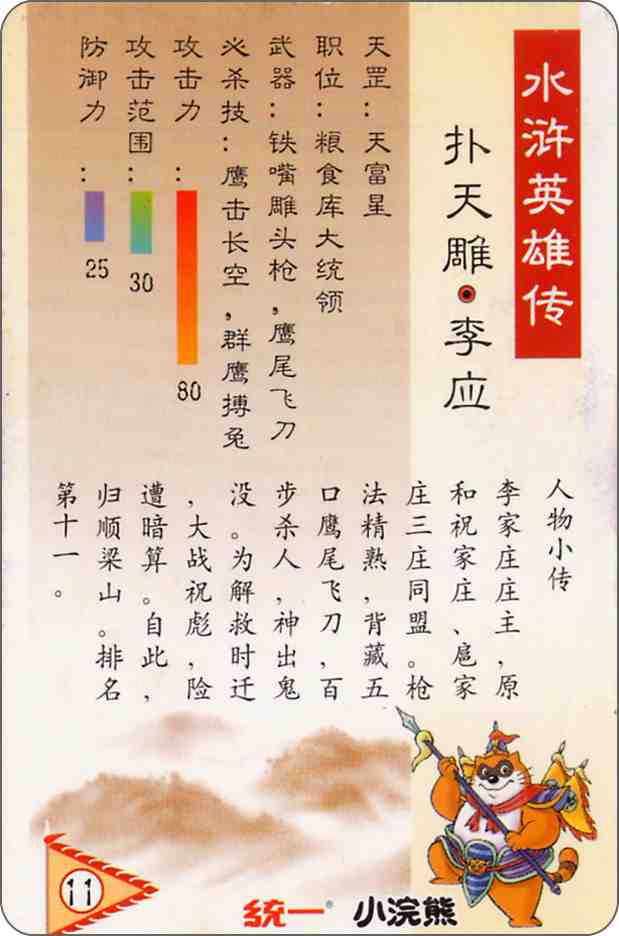 水浒英雄传
扑天雕·李应
天罡：天富星
职位：粮食库大统领
武器：铁嘴雕头枪，鹰尾飞刀
必杀技：鹰击长空，群鹰搏兔
攻击力：
80
攻击范围：
30
防御力：
25
人物小传
李家庄庄主，原
和祝家庄、扈家
庄三庄同盟。枪
法精熟，背藏五
口鹰尾飞刀，百
步杀人，神出鬼
没。为解救时迁
，大战祝彪，险
遭暗算。自此，
归顺梁山。排名
第十一。
11
統一® 小浣熊